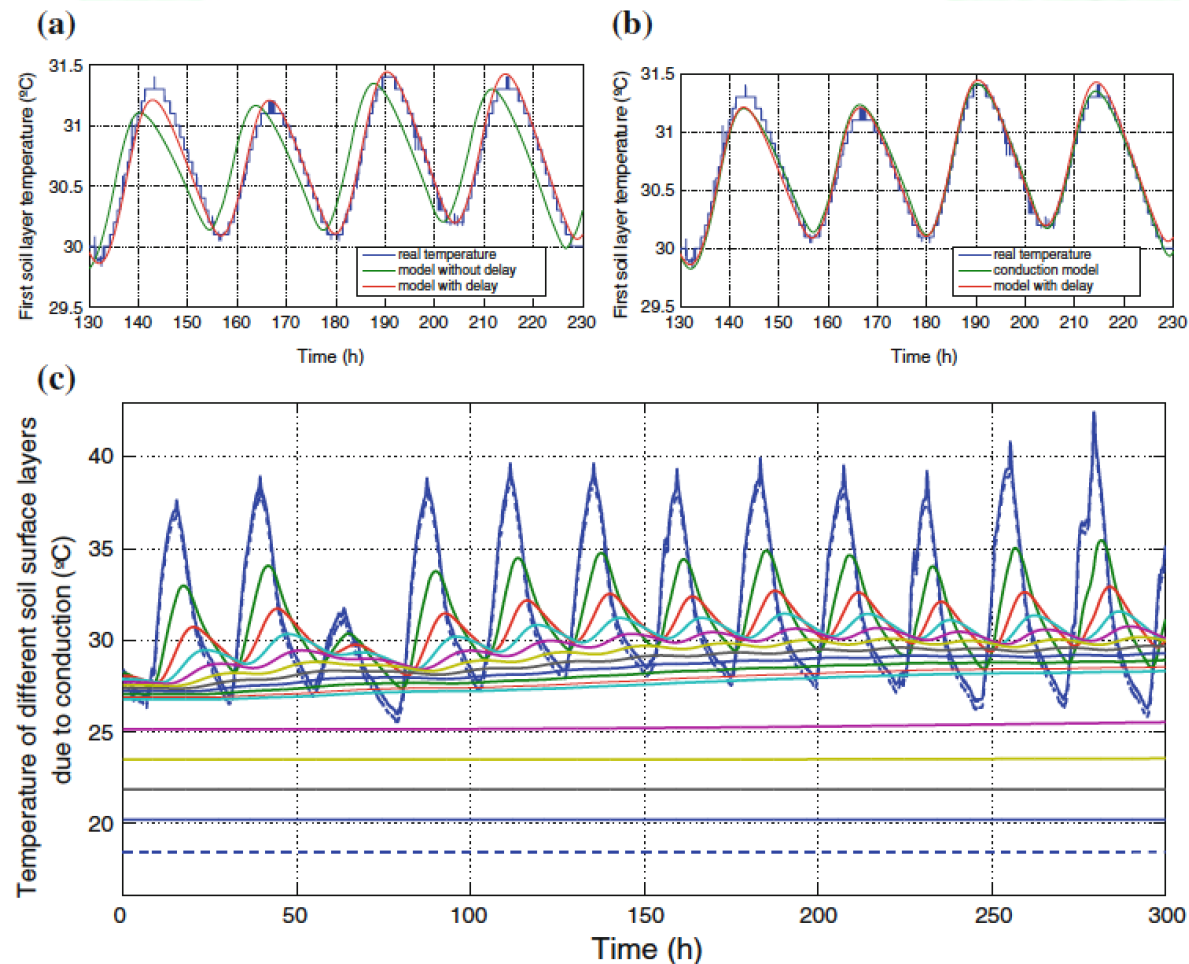 (a)
First soil layer temperature (ºC)
31.5
31
30.5
30
29.5
real temperature
model without delay
model with delay
130 140 150 160 170 180 190 200 210 220 230
Time (h)
(b)
First soil layer temperature (ºC)
31.5
31
30.5
30
29.5
real temperature
conduction model
model with delay
130 140 150 160 170 180 190 200 210 220 230
Time (h)
(c)
Temperature of different soil surface layers
due to conduction (ºC)
40
35
30
25
20
0 50 100 150 200 250 300
Time (h)